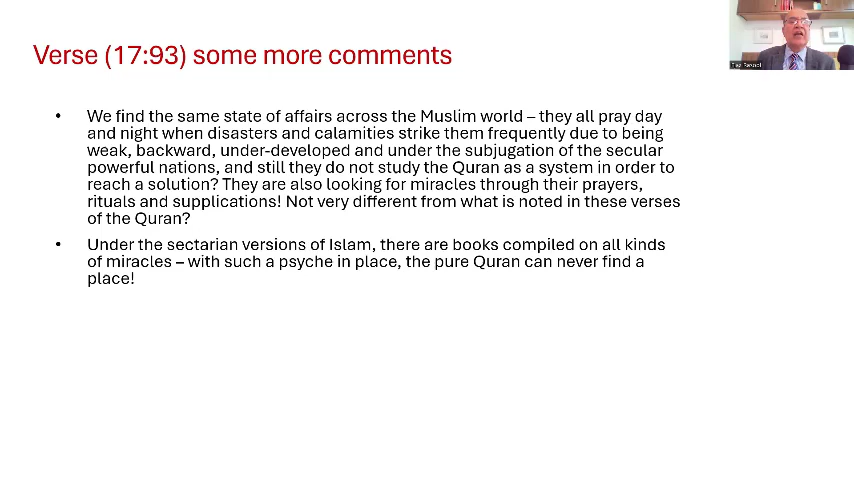 Verse (17:93) some more comments
• We find the same state of affairs across the Muslim world – they all pray day
and night when disasters and calamities strike them frequently due to being
weak, backward, under-developed and under the subjugation of the secular
powerful nations, and still they do not study the Quran as a system in order to
reach a solution? They are also looking for miracles through their prayers,
rituals and supplications! Not very different from what is noted in these verses
of the Quran?
• Under the sectarian versions of Islam, there are books compiled on all kinds
of miracles – with such a psyche in place, the pure Quran can never find a
place!